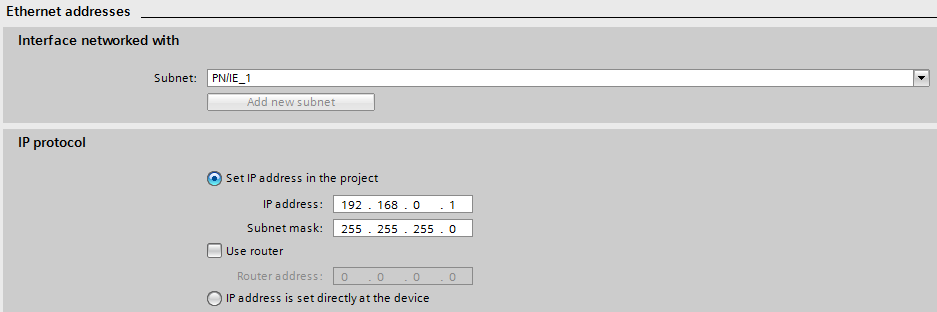 Ethernet addresses
Interface networked with
Subnet: PN/IE_1
Add new subnet
IP protocol
Set IP address in the project
IP address: 192 . 168 . 0 . 1
Subnet mask: 255 . 255 . 255 . 0
Use router
Router address: 0 . 0 . 0 . 0
IP address is set directly at the device